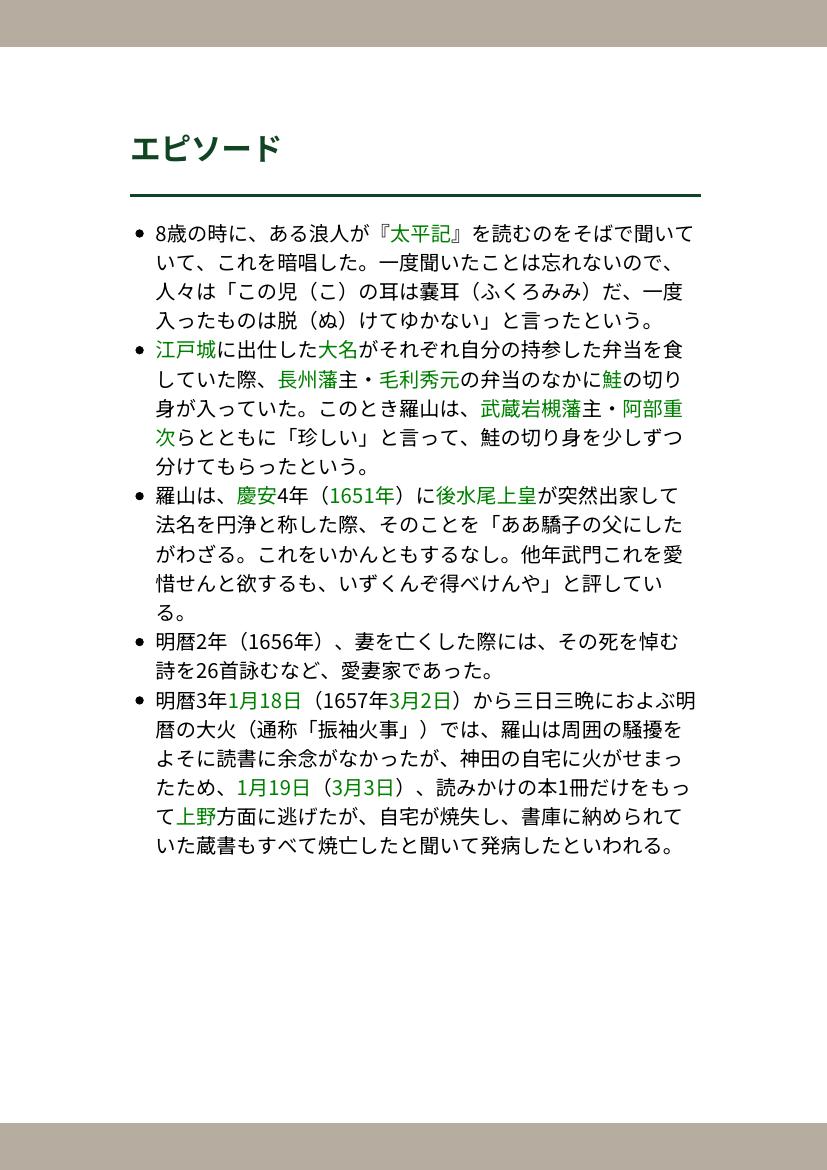 エピソード
8歳の時に、ある浪人が『太平記』を読むのをそばで聞いて
いて、これを暗唱した。一度聞いたことは忘れないので、
人々は「この児（こ）の耳は嚢耳（ふくろみみ）だ、一度
入ったものは脱（ぬ）けてゆかない」と言ったという。
江戸城に出仕した大名がそれぞれ自分の持参した弁当を食
していた際、長州藩主・毛利秀元の弁当のなかに鮭の切り
身が入っていた。このとき羅山は、武蔵岩槻藩主・阿部重
次らとともに「珍しい」と言って、鮭の切り身を少しずつ
分けてもらったという。
羅山は、慶安4年（1651年）に後水尾上皇が突然出家して
法名を円浄と称した際、そのことを「ああ驕子の父にした
がわざる。これをいかんともするなし。他年武門これを愛
惜せんと欲するも、いずくんぞ得べけんや」と評してい
る。
明暦2年（1656年）、妻を亡くした際には、その死を悼む
詩を26首詠むなど、愛妻家であった。
明暦3年1月18日（1657年3月2日）から三日三晩におよぶ明
暦の大火（通称「振袖火事」）では、羅山は周囲の騒擾を
よそに読書に余念がなかったが、神田の自宅に火がせまっ
たため、1月19日（3月3日）、読みかけの本1冊だけをもっ
て上野方面に逃げたが、自宅が焼失し、書庫に納められて
いた蔵書もすべて焼亡したと聞いて発病したといわれる。